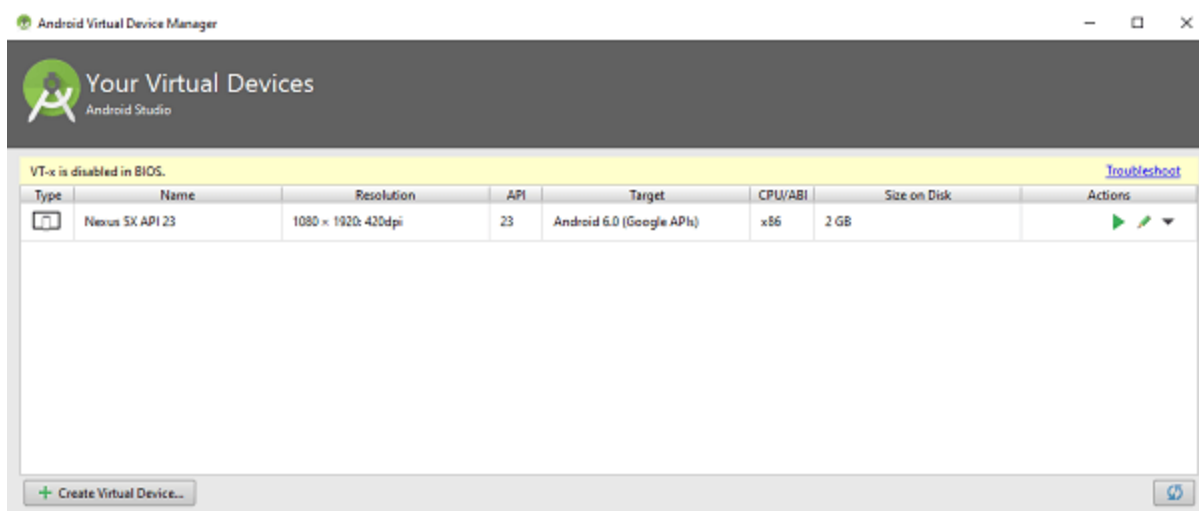 Android Virtual Device Manager
Your Virtual Devices
Android Studio
VT-x is disabled in BIOS. Troubleshoot
Type Name Resolution API Target CPU/ABI Size on Disk Actions
Nexus 5X API 23 1080 × 1920: 420dpi 23 Android 6.0 (Google APIs) x86 2 GB
+ Create Virtual Device...